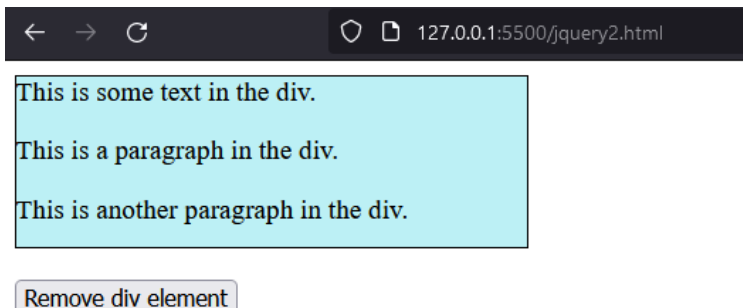 127.0.0.1:5500/jquery2.html
This is some text in the div.
This is a paragraph in the div.
This is another paragraph in the div.
Remove div element